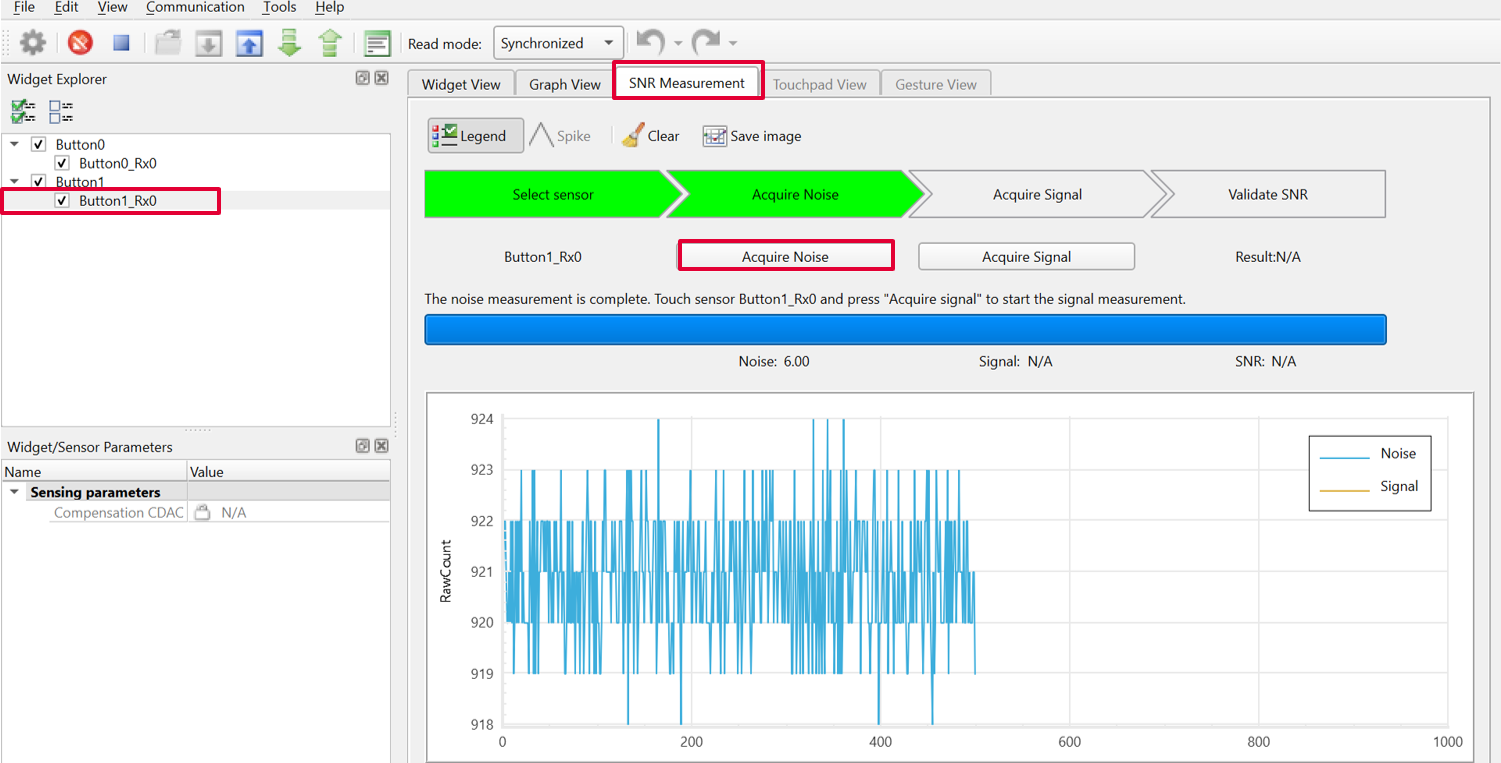 File Edit View Communication Tools Help
Read mode: Synchronized
Widget Explorer
Button0
Button0_Rx0
Button1
Button1_Rx0
Widget/Sensor Parameters
Name Value
Sensing parameters
Compensation CDAC N/A
Widget View Graph View SNR Measurement Touchpad View Gesture View
Legend Spike Clear Save image
Select sensor Acquire Noise Acquire Signal Validate SNR
Button1_Rx0 Acquire Noise Acquire Signal Result:N/A
The noise measurement is complete. Touch sensor Button1_Rx0 and press "Acquire signal" to start the signal measurement.
Noise: 6.00 Signal: N/A SNR: N/A
924
923
922
921
920
919
918
RawCount
0 200 400 600 800 1000
Noise
Signal